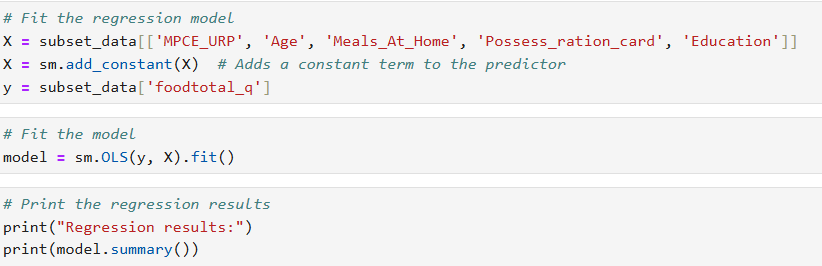 # Fit the regression model
X = subset_data[['MPCE_URP', 'Age', 'Meals_At_Home', 'Possess_ration_card', 'Education']]
X = sm.add_constant(X)  # Adds a constant term to the predictor
y = subset_data['foodtotal_q']
# Fit the model
model = sm.OLS(y, X).fit()
# Print the regression results
print("Regression results:")
print(model.summary())